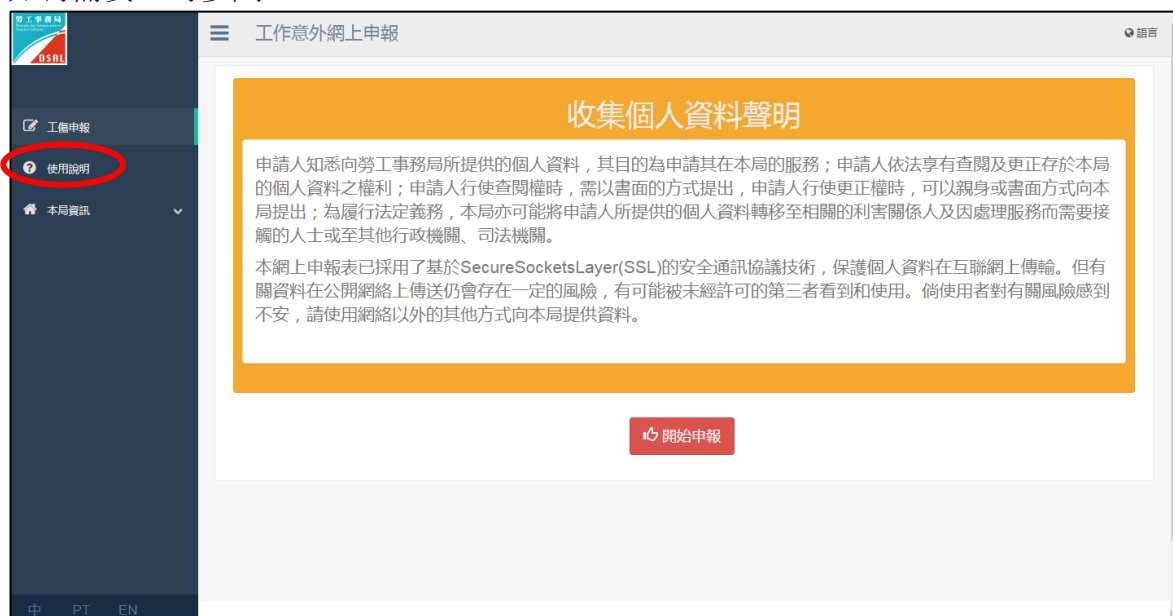 勞工事務局
DSAL
工作意外網上申報
語言
工傷申報
使用說明
本局資訊
收集個人資料聲明
申請人知悉向勞工事務局所提供的個人資料，其目的為申請其在本局的服務；申請人依法享有查閱及更正存於本局
的個人資料之權利；申請人行使查閱權時，需以書面的方式提出，申請人行使更正權時，可以親身或書面方式向本
局提出；為履行法定義務，本局亦可能將申請人所提供的個人資料轉移至相關的利害關係人及因處理服務而需要接
觸的人士或至其他行政機關、司法機關。
本網上申報表已採用了基於SecureSocketsLayer(SSL)的安全通訊協議技術，保護個人資料在互聯網上傳輸。但有
關資料在公開網絡上傳送仍會存在一定的風險，有可能被未經許可的第三者看到和使用。倘使用者對有關風險感到
不安，請使用網絡以外的其他方式向本局提供資料。
開始申報
中 PT EN